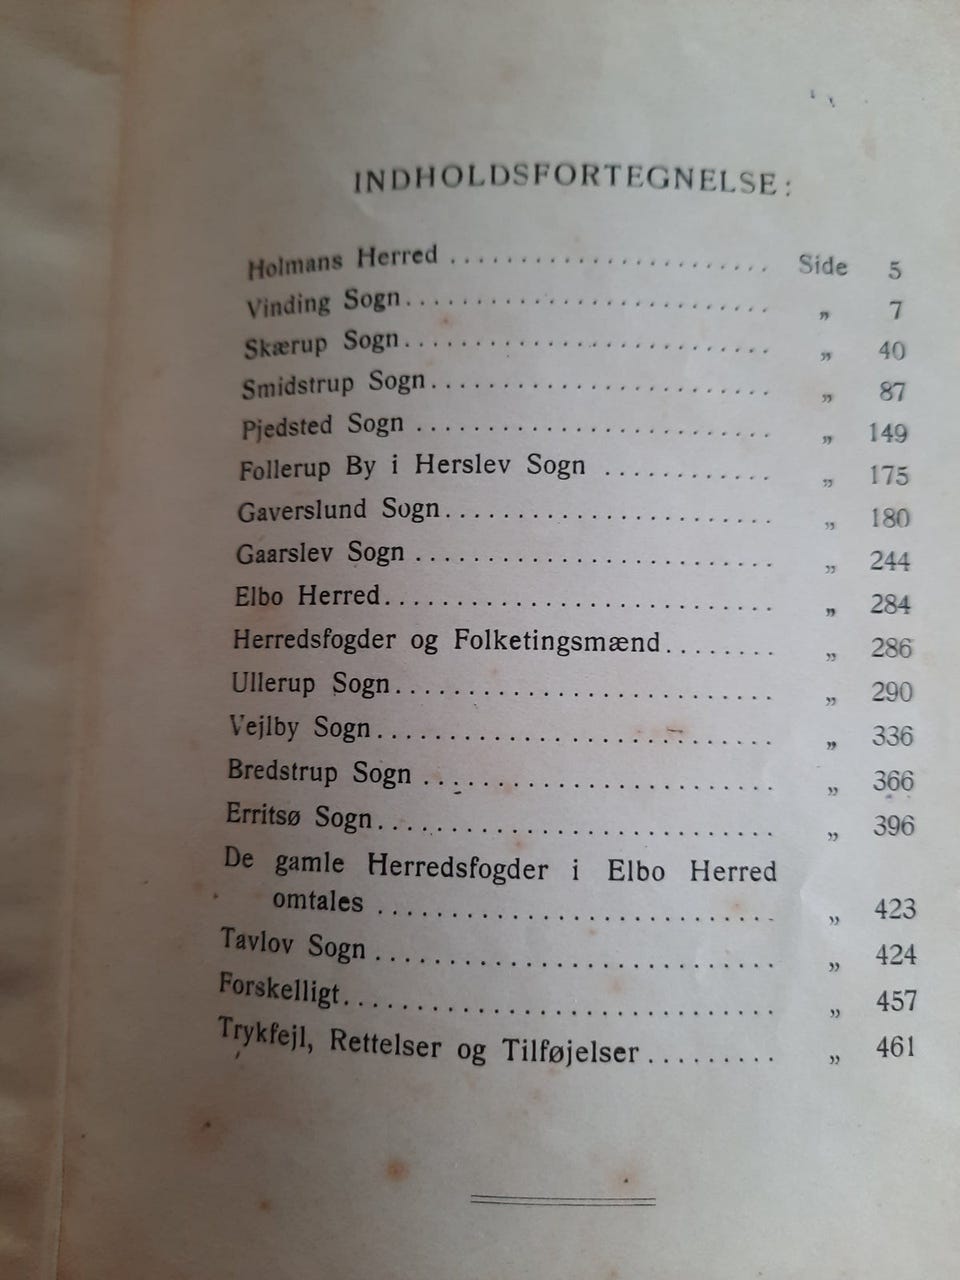 INDHOLDSFORTEGNELSE:
Holmans Herred ...................... Side 5
Vinding Sogn......................... „ 7
Skærup Sogn......................... „ 40
Smidstrup Sogn....................... „ 87
Pjedsted Sogn ........................ „ 149
Follerup By i Herslev Sogn ............ „ 175
Gaverslund Sogn....................... „ 180
Gaarslev Sogn ......................... „ 244
Elbo Herred........................... „ 284
Herredsfogder og Folketingsmænd........ „ 286
Ullerup Sogn.......................... „ 290
Vejlby Sogn........................... „ 336
Bredstrup Sogn ........................ „ 366
Erritsø Sogn........................... „ 396
De gamle Herredsfogder i Elbo Herred
omtales ........................... „ 423
Tavlov Sogn ........................... „ 424
Forskelligt............................. „ 457
Trykfejl, Rettelser og Tilføjelser......... „ 461